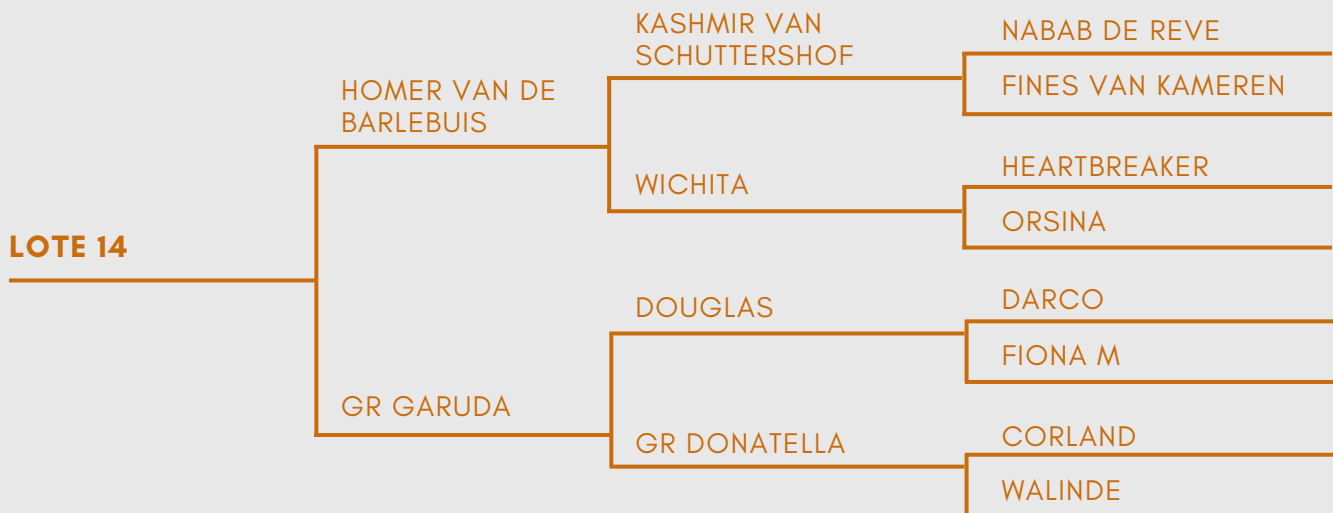 KASHMIR VAN
SCHUTTERSHOF
NABAB DE REVE
FINES VAN KAMEREN
HOMER VAN DE
BARLEBUIS
WICHITA
HEARTBREAKER
ORSINA
LOTE 14
DOUGLAS
DARCO
FIONA M
GR GARUDA
GR DONATELLA
CORLAND
WALINDE